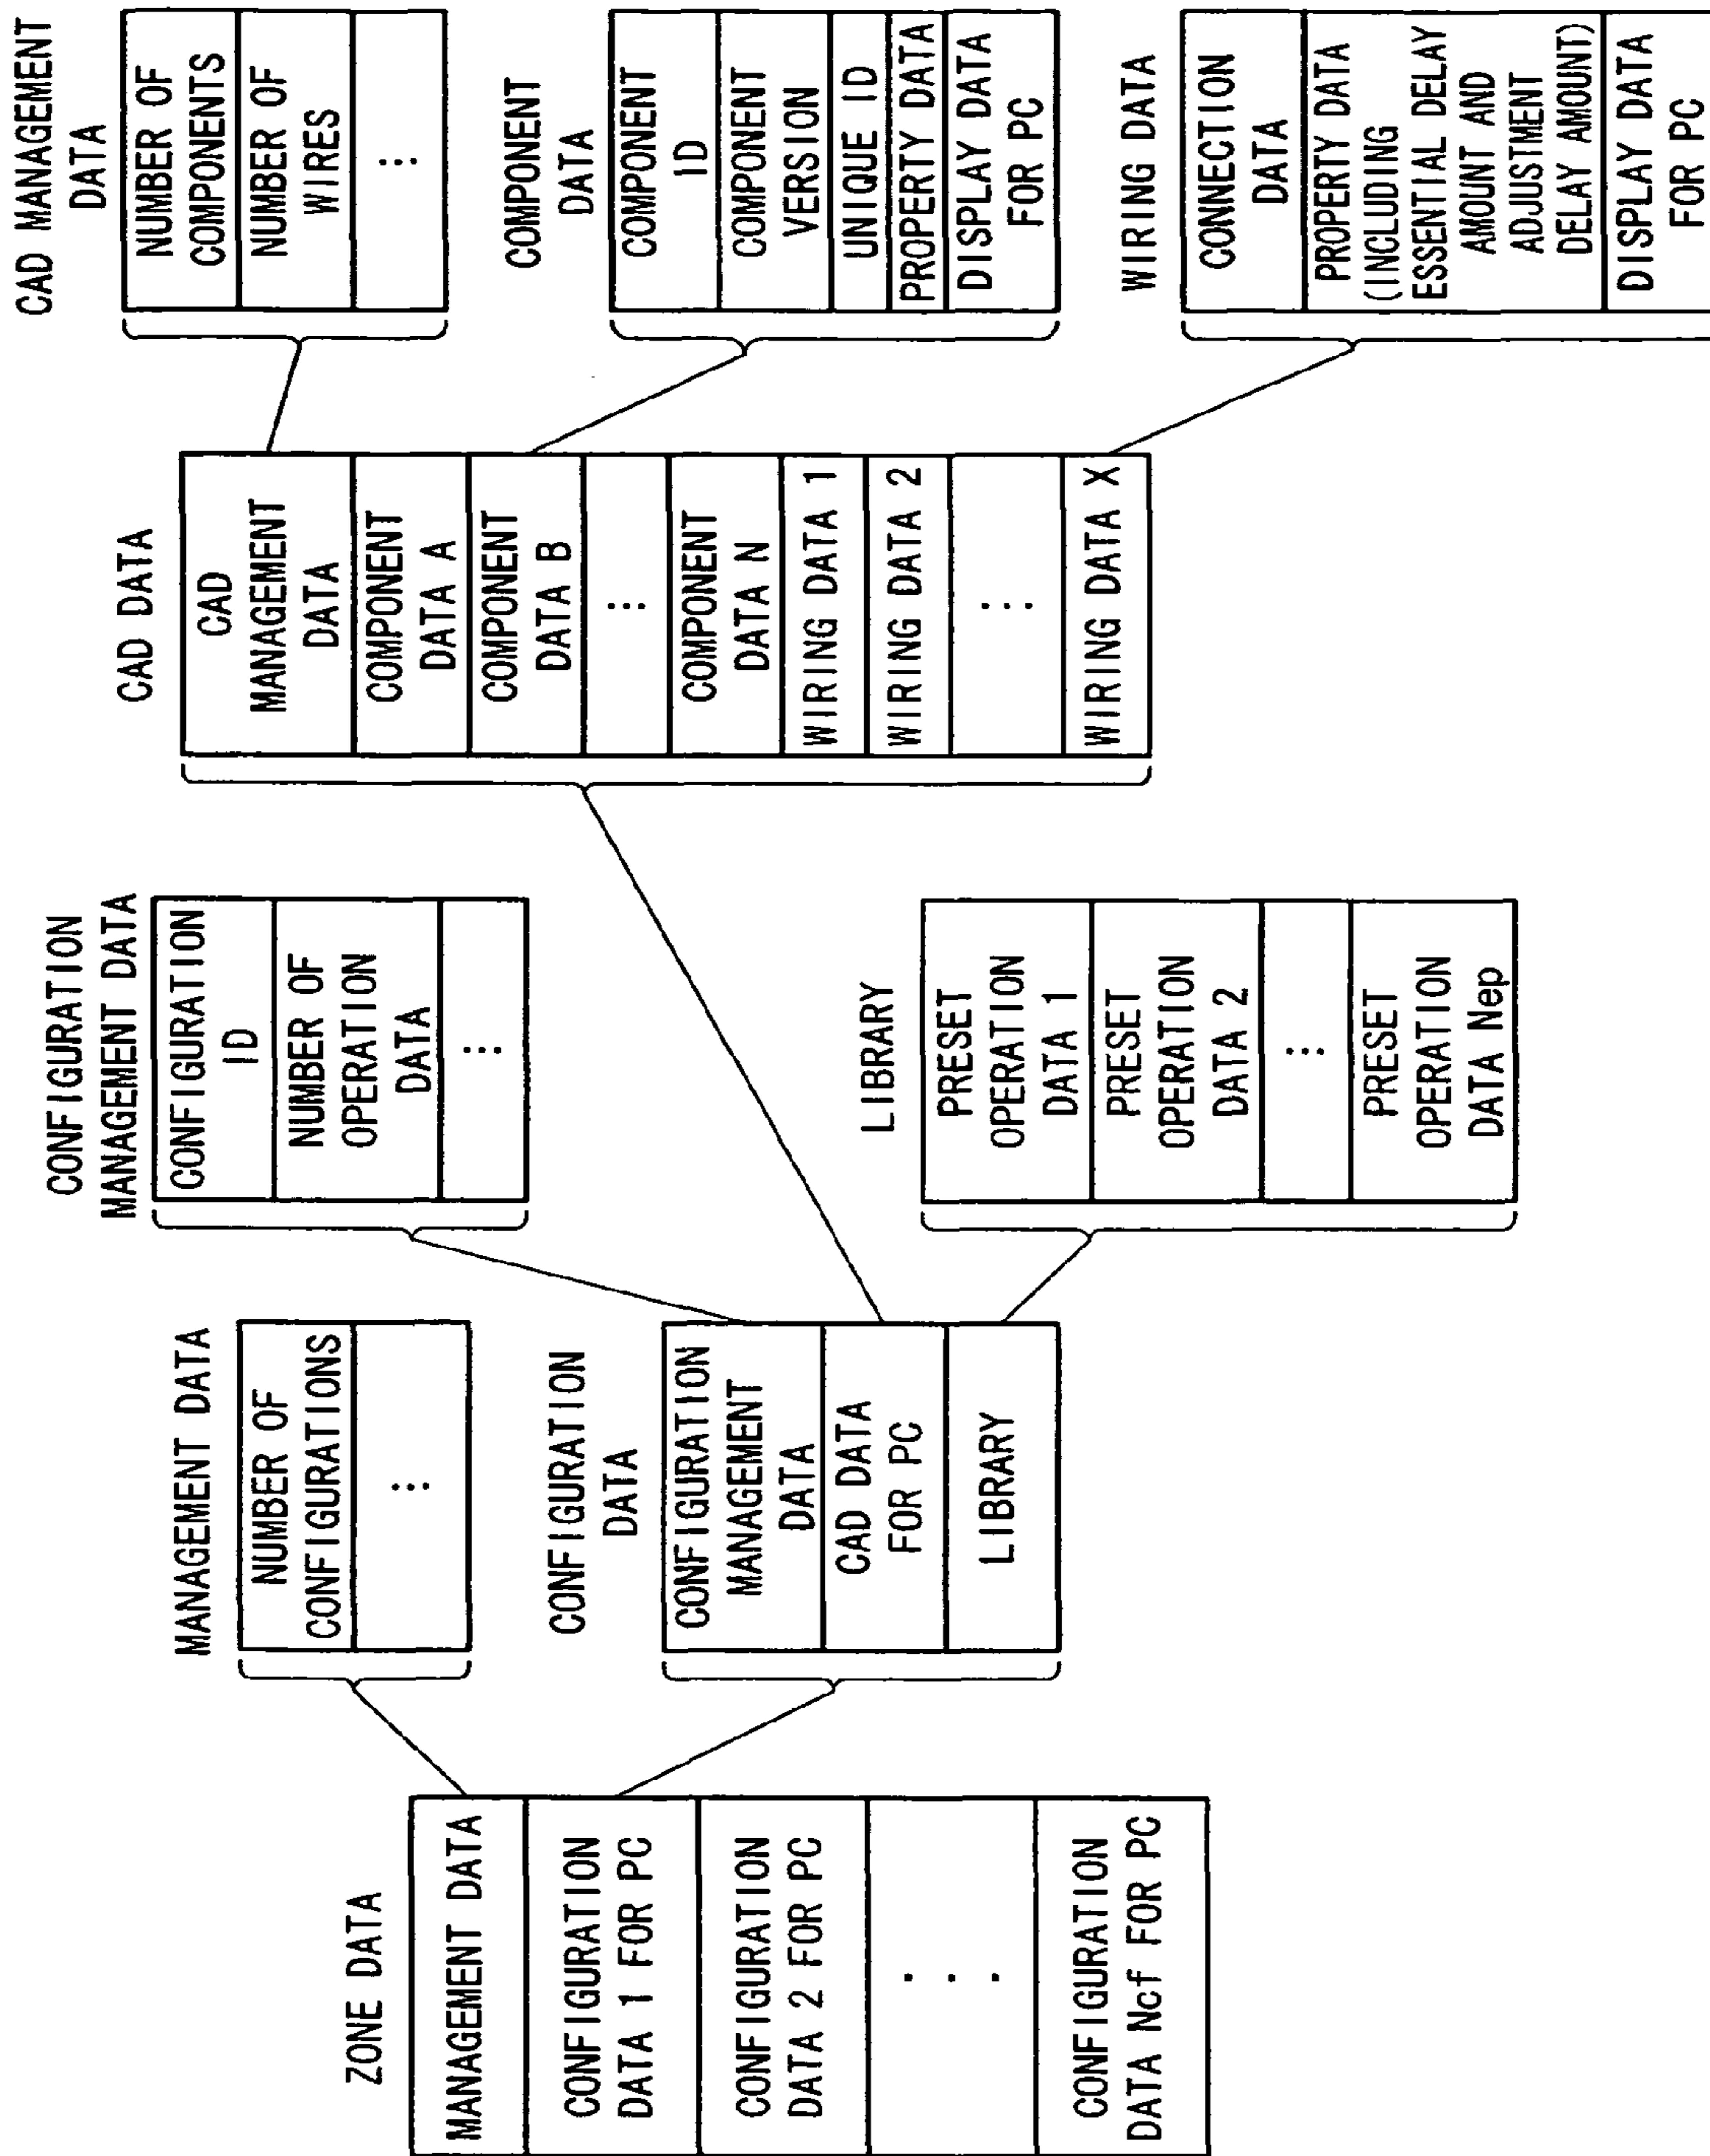 ZONE DATA
MANAGEMENT DATA
CONFIGURATION
DATA 1 FOR PC
CONFIGURATION
DATA 2 FOR PC
. . .
CONFIGURATION
DATA Ncf FOR PC
MANAGEMENT DATA
NUMBER OF
CONFIGURATIONS
...
CONFIGURATION
DATA
CONFIGURATION
MANAGEMENT
DATA
CAD DATA
FOR PC
LIBRARY
CONFIGURATION
MANAGEMENT DATA
CONFIGURATION
ID
NUMBER OF
OPERATION
DATA
...
LIBRARY
PRESET
OPERATION
DATA 1
PRESET
OPERATION
DATA 2
...
PRESET
OPERATION
DATA Nep
CAD DATA
CAD
MANAGEMENT
DATA
COMPONENT
DATA A
COMPONENT
DATA B
...
COMPONENT
DATA N
WIRING DATA 1
WIRING DATA 2
...
WIRING DATA X
CAD MANAGEMENT
DATA
NUMBER OF
COMPONENTS
NUMBER OF
WIRES
...
COMPONENT
DATA
COMPONENT
ID
COMPONENT
VERSION
UNIQUE ID
PROPERTY DATA
DISPLAY DATA
FOR PC
WIRING DATA
CONNECTION
DATA
PROPERTY DATA
(INCLUDING
ESSENTIAL DELAY
AMOUNT AND
ADJUSTMENT
DELAY AMOUNT)
DISPLAY DATA
FOR PC